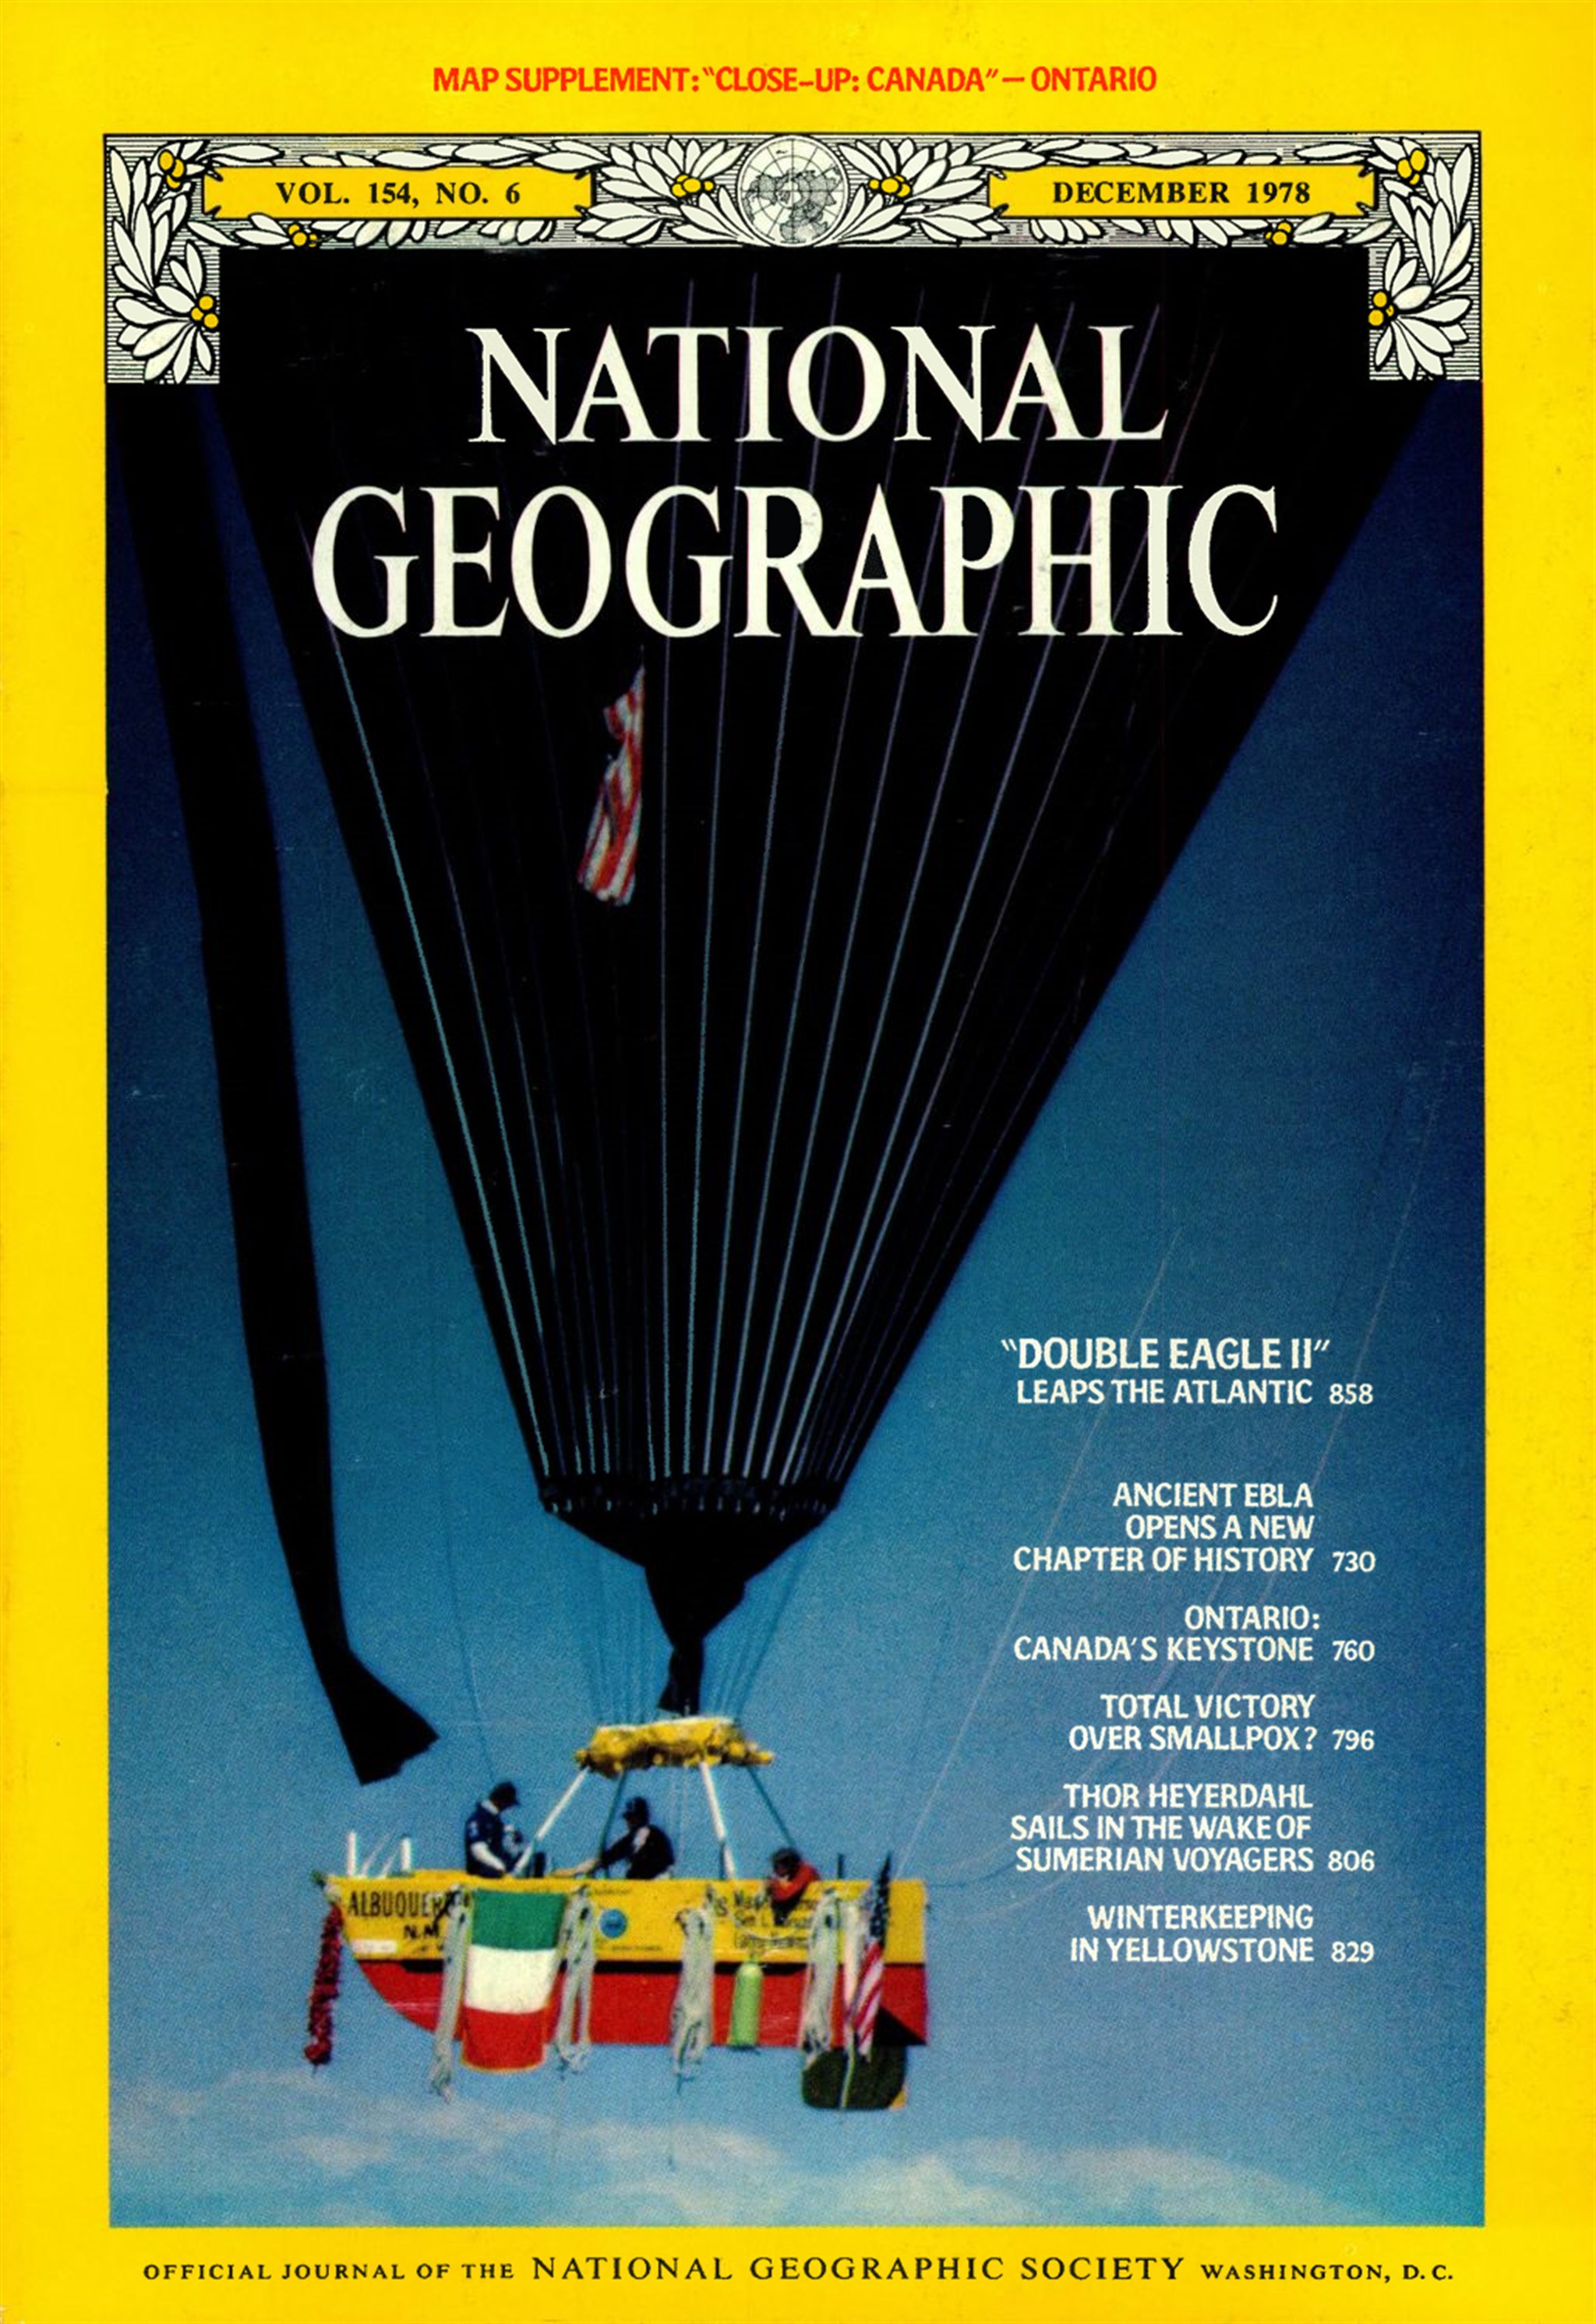 MAP SUPPLEMENT: "CLOSE-UP: CANADA" — ONTARIO
VOL. 154, NO. 6
DECEMBER 1978
NATIONAL
GEOGRAPHIC
"DOUBLE EAGLE II"
LEAPS THE ATLANTIC 858
ANCIENT EBLA
OPENS A NEW
CHAPTER OF HISTORY 730
ONTARIO:
CANADA'S KEYSTONE 760
TOTAL VICTORY
OVER SMALLPOX? 796
THOR HEYERDAHL
SAILS IN THE WAKE OF
SUMERIAN VOYAGERS 806
WINTERKEEPING
IN YELLOWSTONE 829
N.M.
OFFICIAL JOURNAL OF THE NATIONAL GEOGRAPHIC SOCIETY WASHINGTON, D.C.